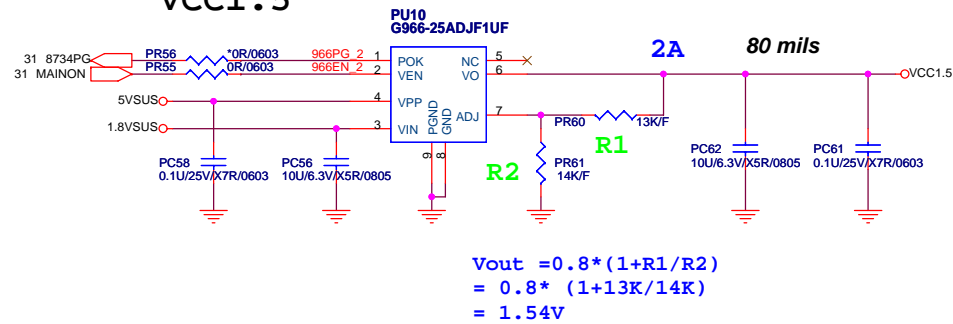 VCC1.5
PU10
G966-25ADJF1UF
31 8734PG
PR56
*0R/0603
966PG_2
1
POK
NC
5
31 MAINON
PR55
0R/0603
966EN_2
2
VEN
VO
6
2A
80 mils
VCC1.5
5VSUS
4
VPP
ADJ
7
1.8VSUS
3
VIN
PGND
GND
9
8
PR60
13K/F
R1
R2
PR61
14K/F
PC58
0.1U/25V/X7R/0603
PC56
10U/6.3V/X5R/0805
PC62
10U/6.3V/X5R/0805
PC61
0.1U/25V/X7R/0603
Vout =0.8*(1+R1/R2)
= 0.8* (1+13K/14K)
= 1.54V